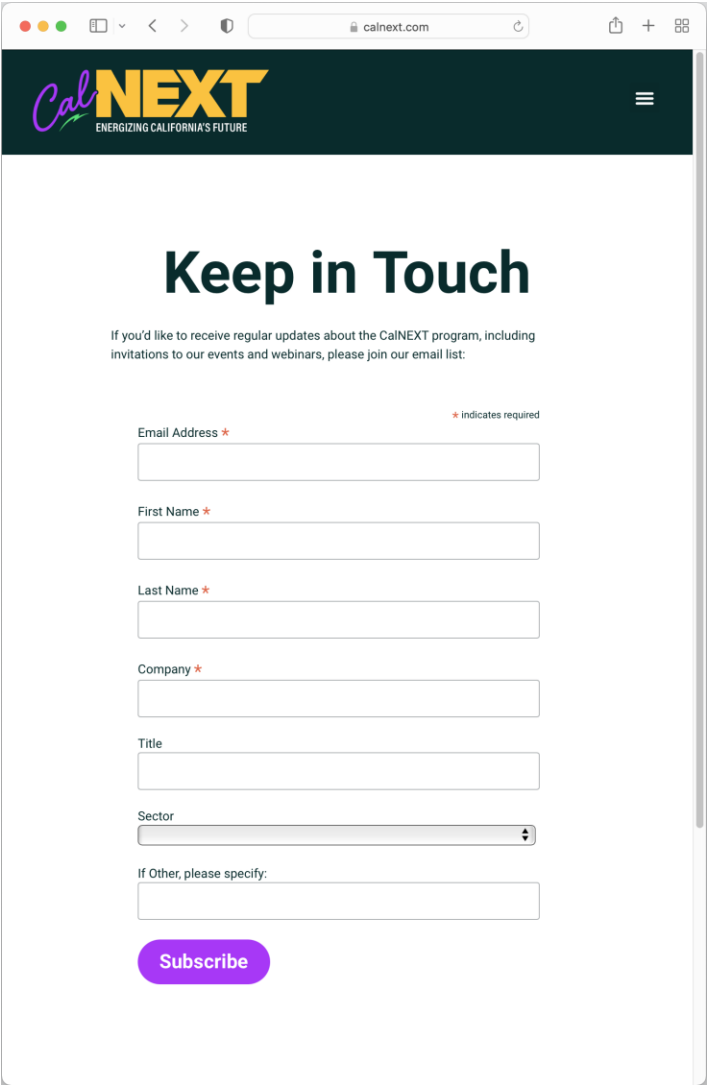 calnext.com
CalNEXT
ENERGIZING CALIFORNIA'S FUTURE
Keep in Touch
If you'd like to receive regular updates about the CalNEXT program, including
invitations to our events and webinars, please join our email list:
* indicates required
Email Address *
First Name *
Last Name *
Company *
Title
Sector
If Other, please specify:
Subscribe